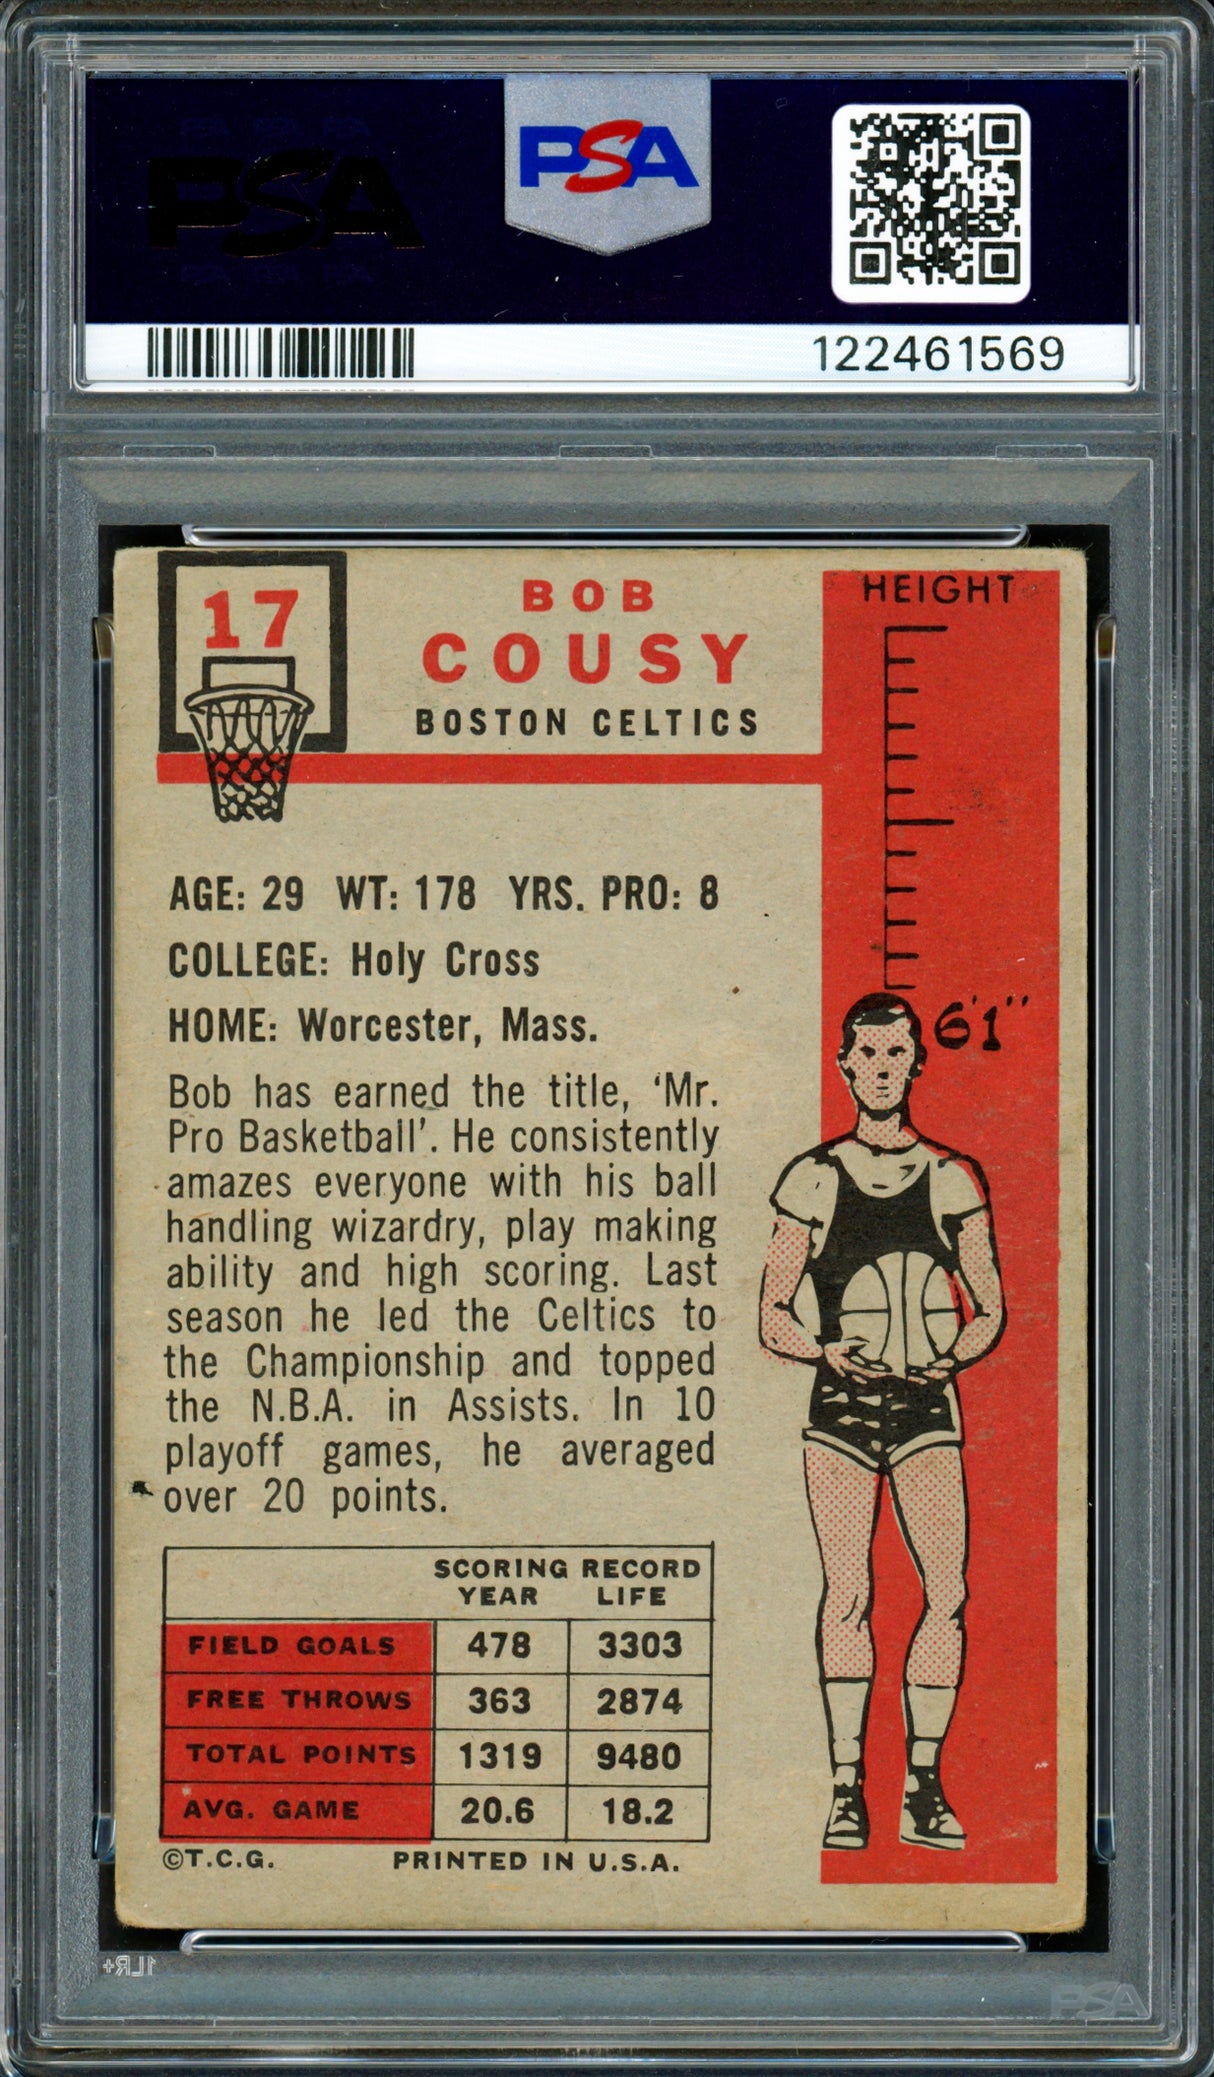 PSA
PSA
122461569
17
BOB
COUSY
BOSTON CELTICS
HEIGHT
6'1"
AGE: 29 WT: 178 YRS. PRO: 8
COLLEGE: Holy Cross
HOME: Worcester, Mass.
Bob has earned the title, 'Mr.
Pro Basketball'. He consistently
amazes everyone with his ball
handling wizardry, play making
ability and high scoring. Last
season he led the Celtics to
the Championship and topped
the N.B.A. in Assists. In 10
playoff games, he averaged
over 20 points.
SCORING RECORD
YEAR LIFE
FIELD GOALS 478 3303
FREE THROWS 363 2874
TOTAL POINTS 1319 9480
AVG. GAME 20.6 18.2
©T.C.G. PRINTED IN U.S.A.
1LR+
PSA